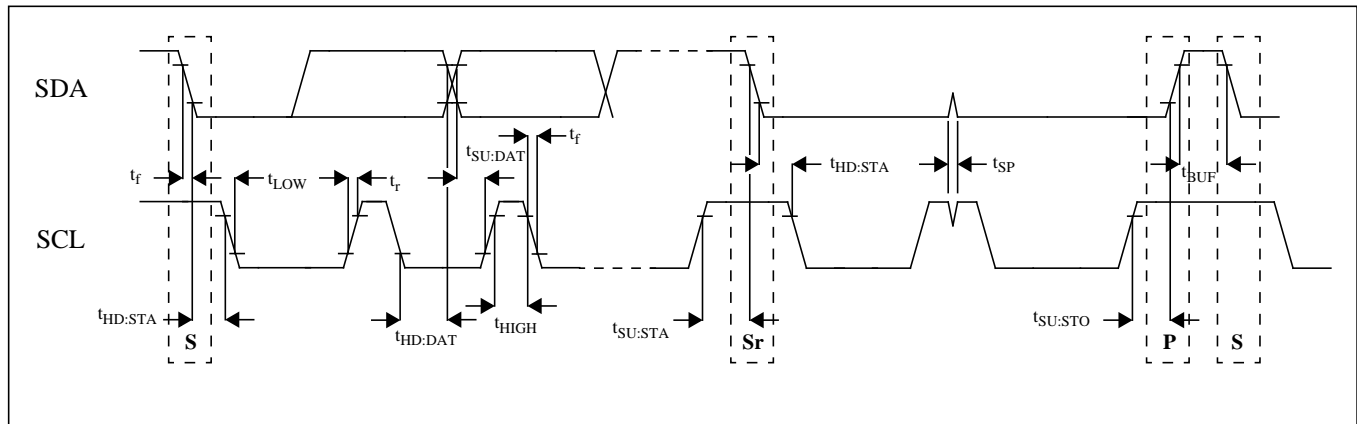 SDA
t_f
t_SU:DAT
t_f
t_LOW
t_r
t_HD:STA
t_SP
t_BUF
SCL
t_HD:STA
t_HD:DAT
t_HIGH
t_SU:STA
t_SU:STO
S
Sr
P
S